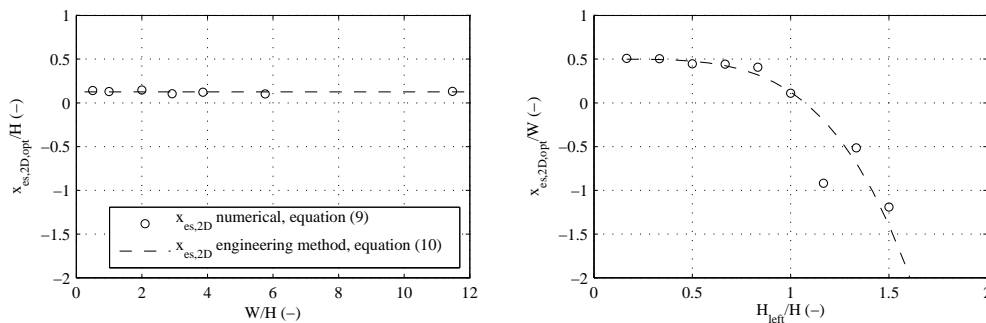 1
0.5
0
−0.5
−1
−1.5
−2
x_es,2D,opt/H (−)
0 2 4 6 8 10 12
W/H (−)
x_es,2D numerical, equation (9)
x_es,2D engineering method, equation (10)
1
0.5
0
−0.5
−1
−1.5
−2
x_es,2D,opt/W (−)
0 0.5 1 1.5 2
H_left/H (−)